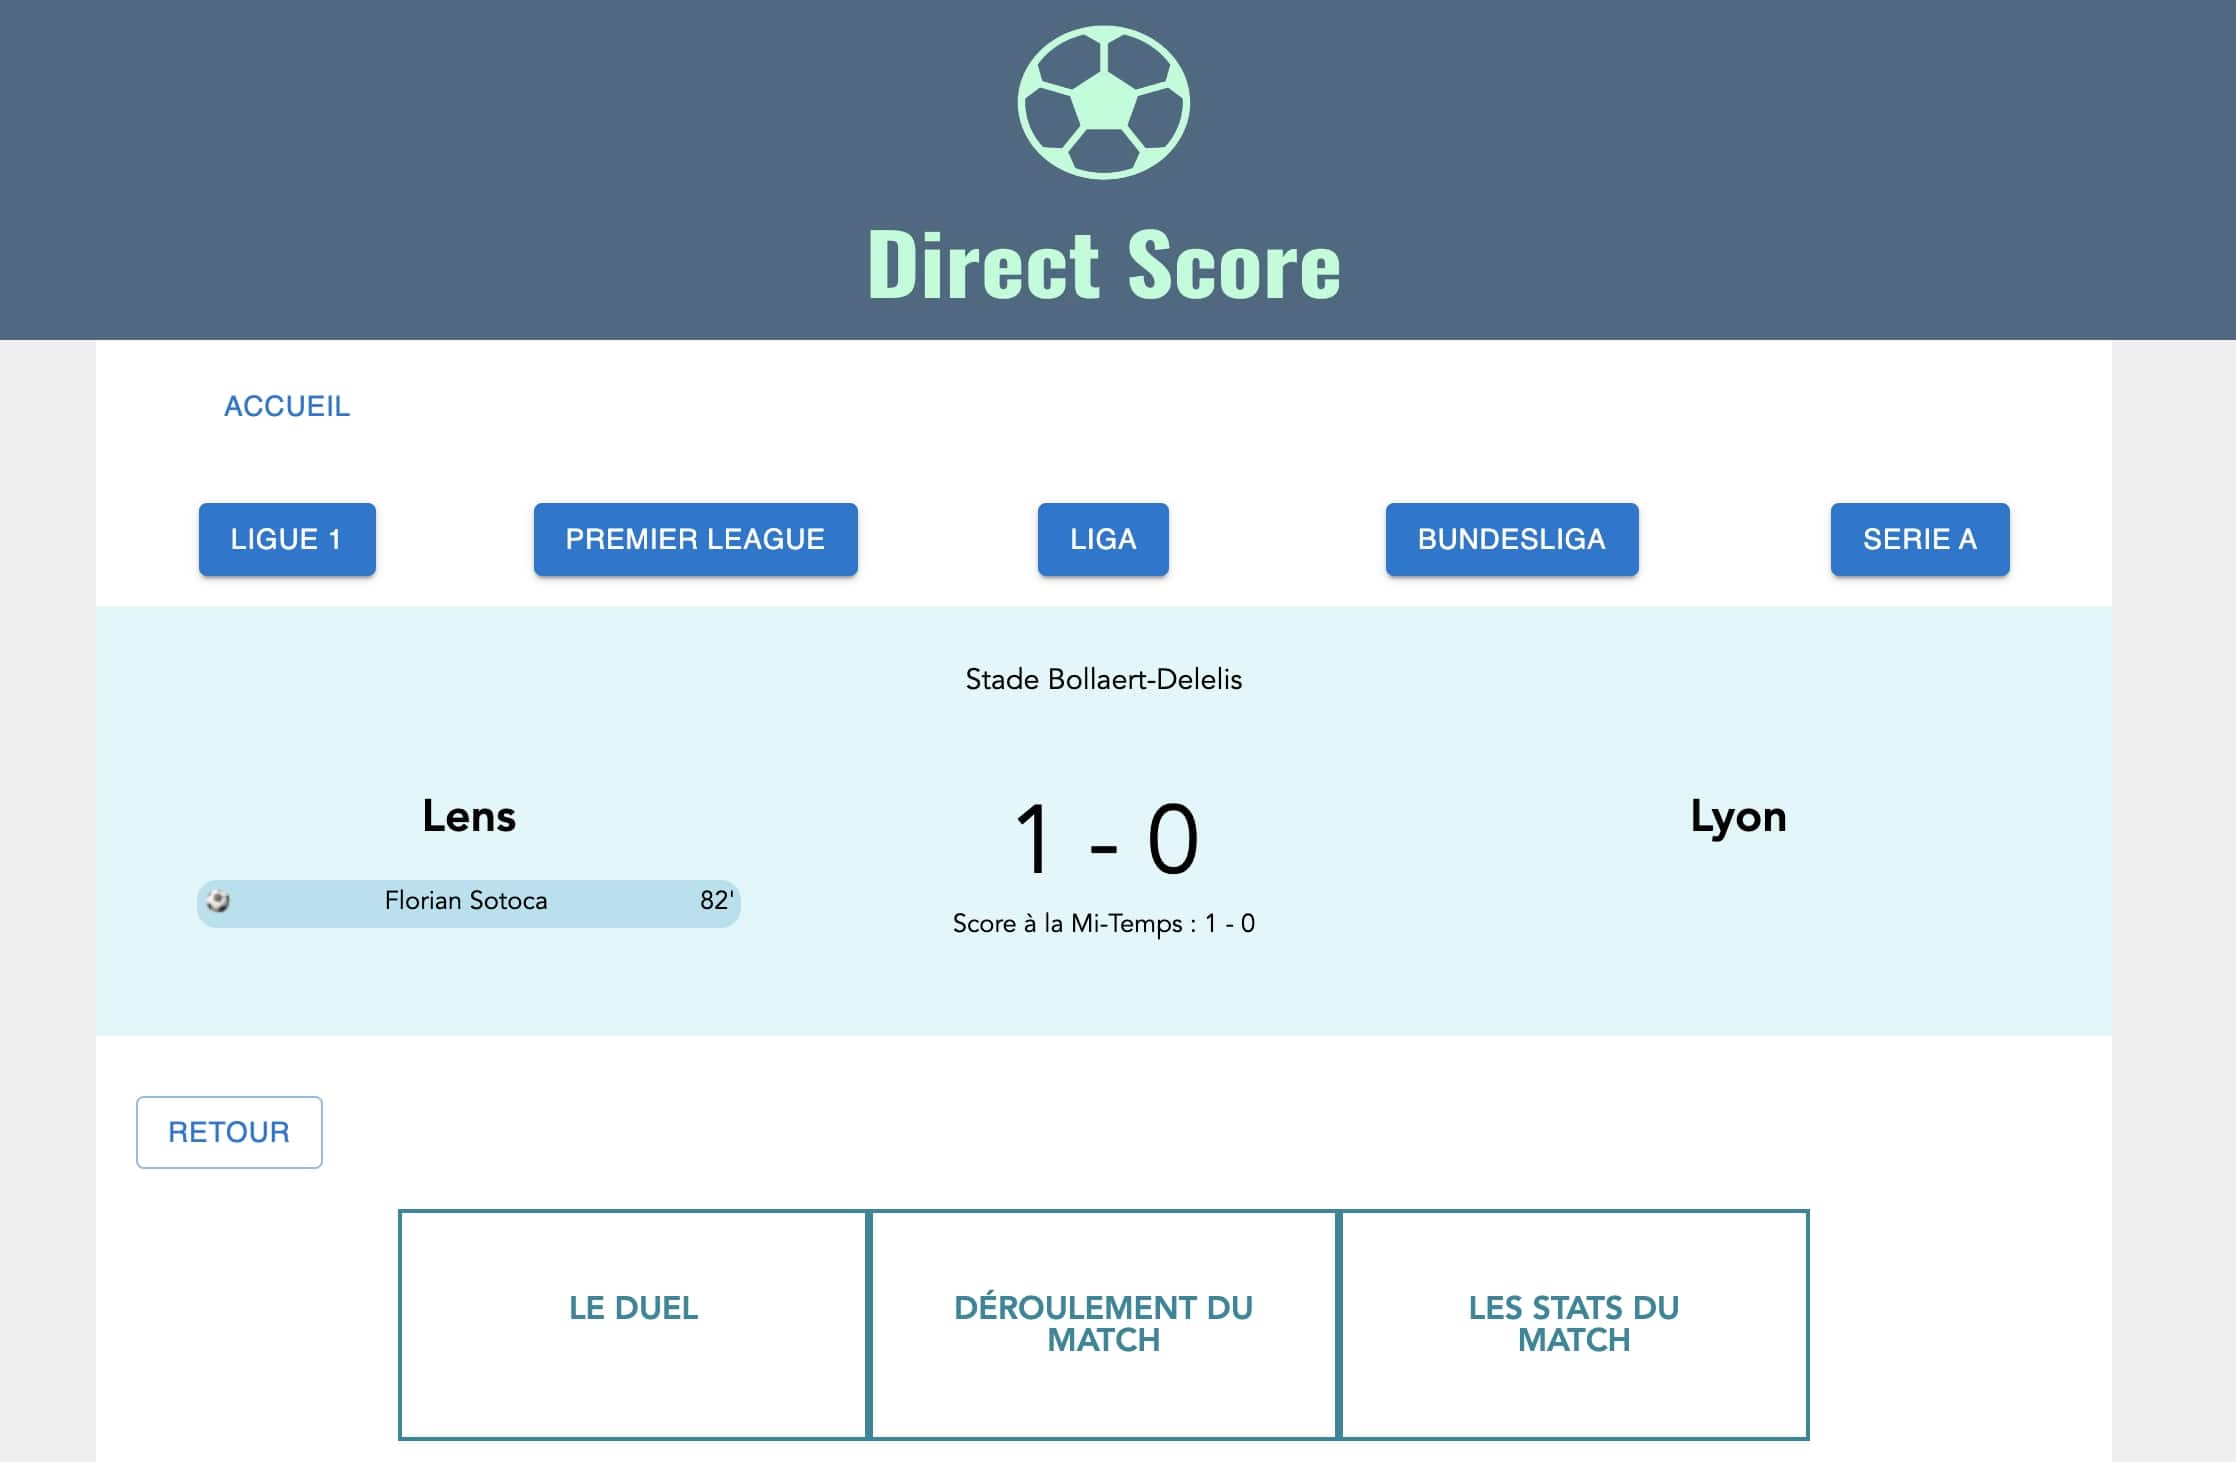 Direct Score
ACCUEIL
LIGUE 1
PREMIER LEAGUE
LIGA
BUNDESLIGA
SERIE A
Stade Bollaert-Delelis
Lens
1 - 0
Lyon
Florian Sotoca 82'
Score à la Mi-Temps : 1 - 0
RETOUR
LE DUEL
DÉROULEMENT DU
MATCH
LES STATS DU
MATCH